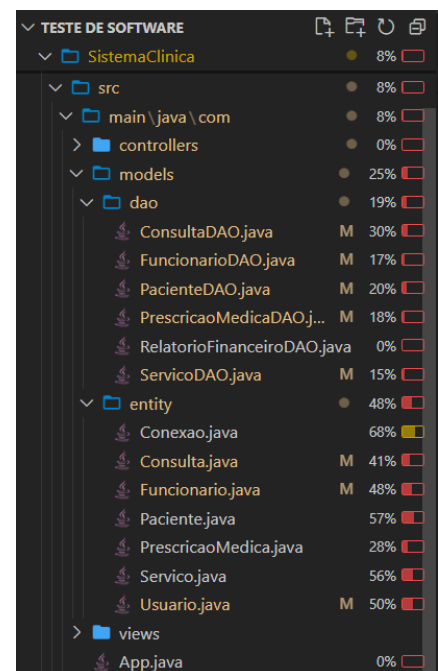 TESTE DE SOFTWARE
SistemaClinica 8%
src 8%
main\java\com 8%
controllers 0%
models 25%
dao 19%
ConsultaDAO.java M 30%
FuncionarioDAO.java M 17%
PacienteDAO.java M 20%
PrescricaoMedicaDAO.j... M 18%
RelatorioFinanceiroDAO.java 0%
ServicoDAO.java M 15%
entity 48%
Conexao.java 68%
Consulta.java M 41%
Funcionario.java M 48%
Paciente.java 57%
PrescricaoMedica.java 28%
Servico.java 56%
Usuario.java M 50%
views
App.java 0%